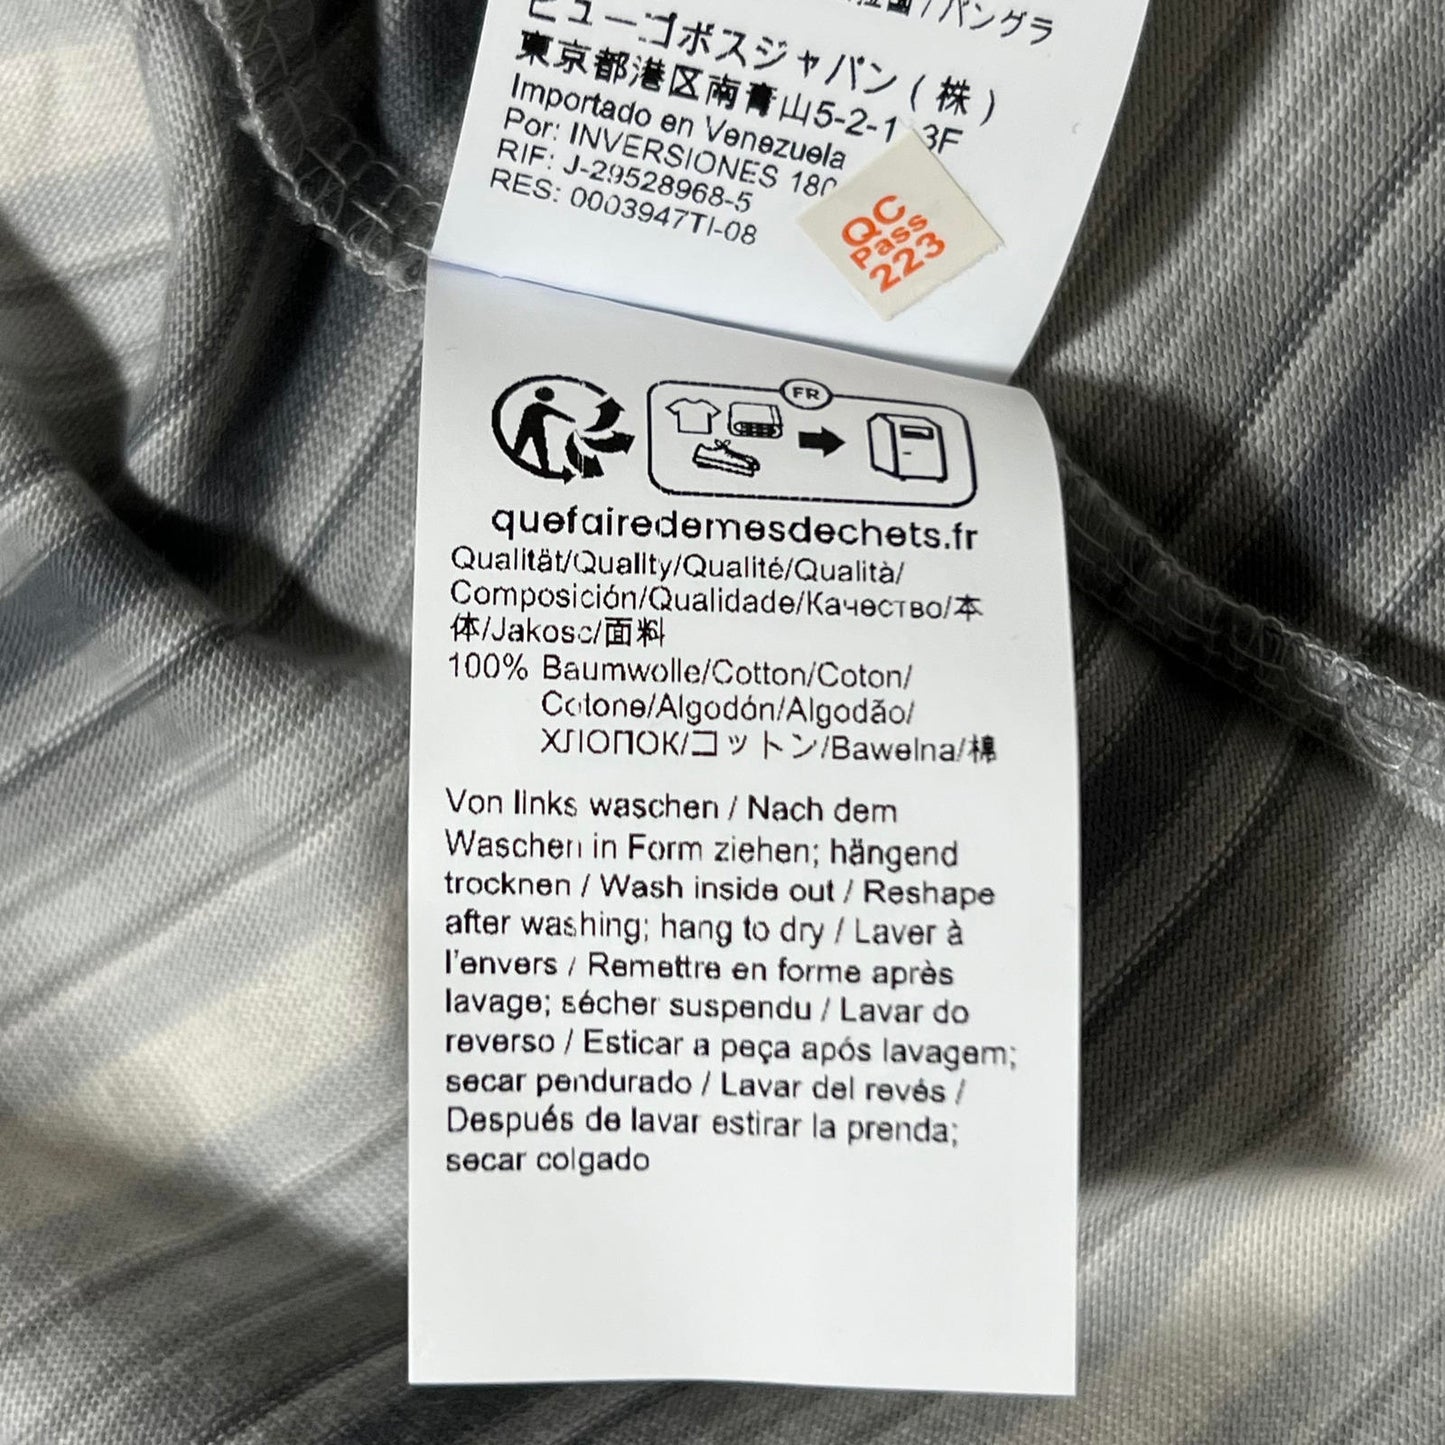 /バングラ
ヒューゴボスジャパン(株)
東京都港区南青山5-2-1 3F
Importado en Venezuela
Por: INVERSIONES
RIF: J-29528968-5
RES: 0003947TI-08
QC
Pass
223
FR
quefairedemesdechets.fr
Qualität/Quality/Qualité/Qualità/
Composición/Qualidade/Качество/本
体/Jakosc/面料
100% Baumwolle/Cotton/Coton/
Cotone/Algodón/Algodão/
ХЛОПОК/コットン/Bawelna/棉
Von links waschen / Nach dem
Waschen in Form ziehen; hängend
trocknen / Wash inside out / Reshape
after washing; hang to dry / Laver à
l'envers / Remettre en forme après
lavage; sécher suspendu / Lavar do
reverso / Esticar a peça após lavagem;
secar pendurado / Lavar del revés /
Después de lavar estirar la prenda;
secar colgado